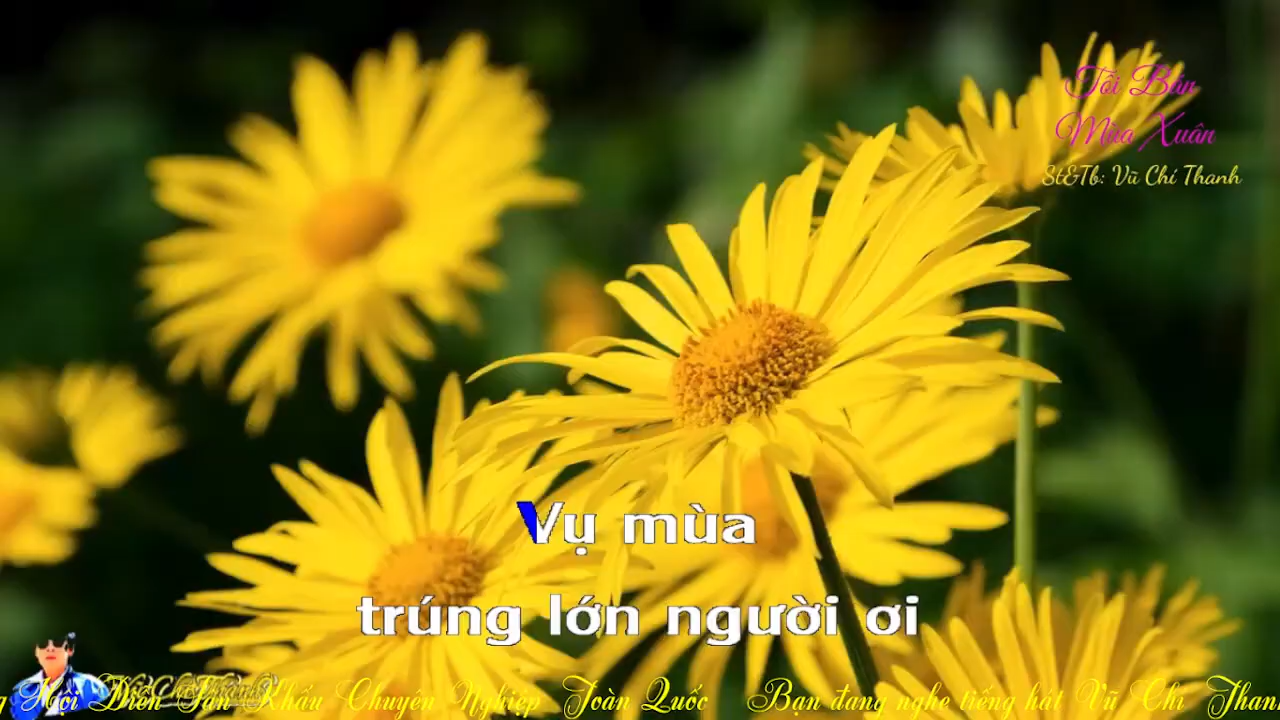 Tôi Bán
Mùa Xuân
St&Tb: Vũ Chí Thanh
Vụ mùa
trúng lớn người ơi
g Hội Diễn Sân Khấu Chuyên Nghiệp Toàn Quốc Bạn đang nghe tiếng hát Vũ Chí Thanh